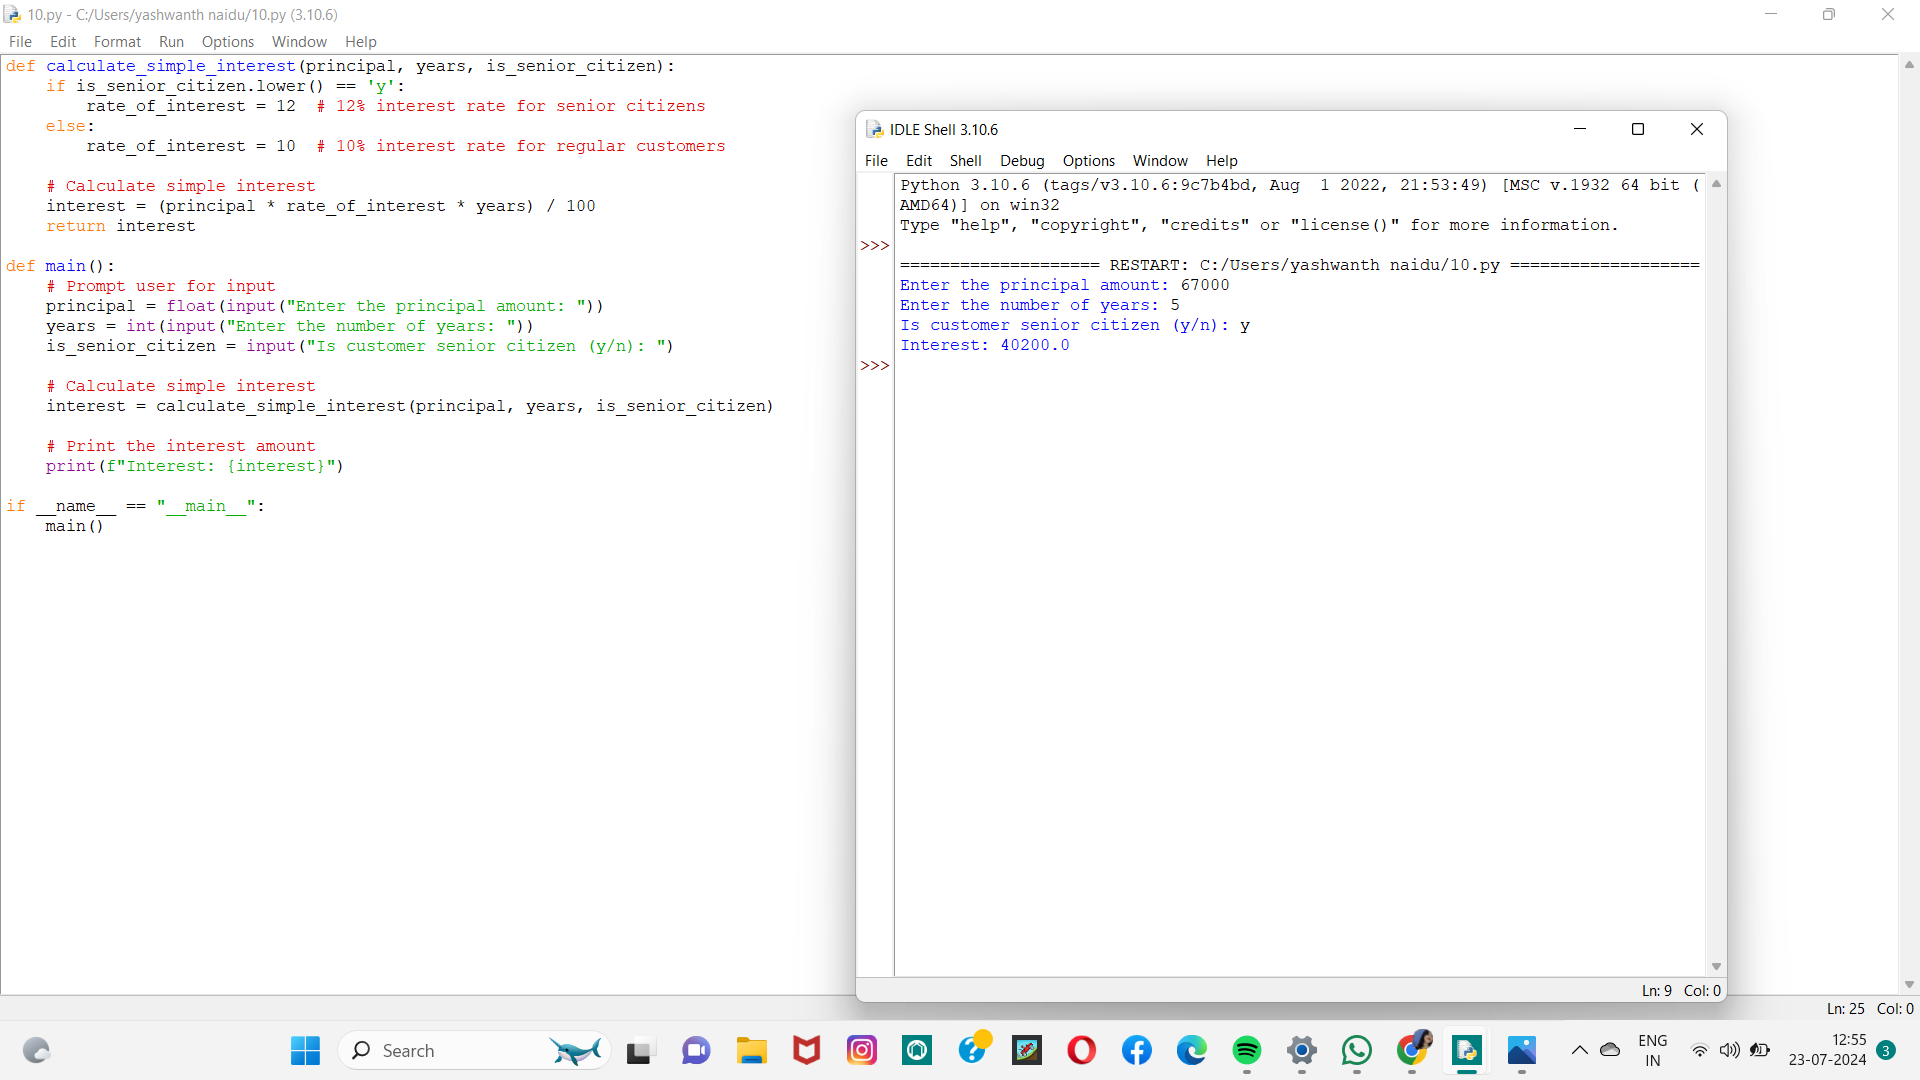 10.py - C:/Users/yashwanth naidu/10.py (3.10.6)
File Edit Format Run Options Window Help
def calculate_simple_interest(principal, years, is_senior_citizen):
    if is_senior_citizen.lower() == 'y':
        rate_of_interest = 12  # 12% interest rate for senior citizens
    else:
        rate_of_interest = 10  # 10% interest rate for regular customers
    # Calculate simple interest
    interest = (principal * rate_of_interest * years) / 100
    return interest
def main():
    # Prompt user for input
    principal = float(input("Enter the principal amount: "))
    years = int(input("Enter the number of years: "))
    is_senior_citizen = input("Is customer senior citizen (y/n): ")
    # Calculate simple interest
    interest = calculate_simple_interest(principal, years, is_senior_citizen)
    # Print the interest amount
    print(f"Interest: {interest}")
if __name__ == "__main__":
    main()
IDLE Shell 3.10.6
File Edit Shell Debug Options Window Help
Python 3.10.6 (tags/v3.10.6:9c7b4bd, Aug  1 2022, 21:53:49) [MSC v.1932 64 bit (
AMD64)] on win32
Type "help", "copyright", "credits" or "license()" for more information.
>>>
==================== RESTART: C:/Users/yashwanth naidu/10.py ===================
Enter the principal amount: 67000
Enter the number of years: 5
Is customer senior citizen (y/n): y
Interest: 40200.0
>>>
Ln: 9 Col: 0
Ln: 25 Col: 0
Search
ENG
IN
12:55
23-07-2024
3